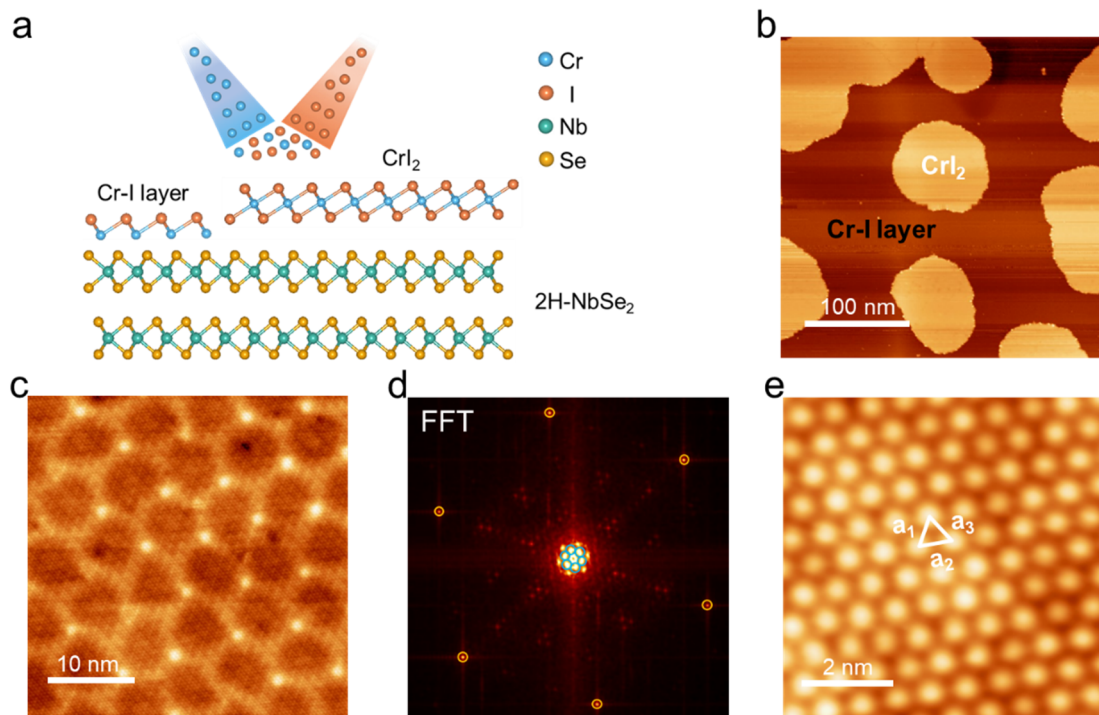 a
Cr
I
Nb
Se
CrI₂
Cr-I layer
2H-NbSe₂
b
CrI₂
Cr-I layer
100 nm
c
10 nm
d
FFT
e
a₁
a₃
a₂
2 nm